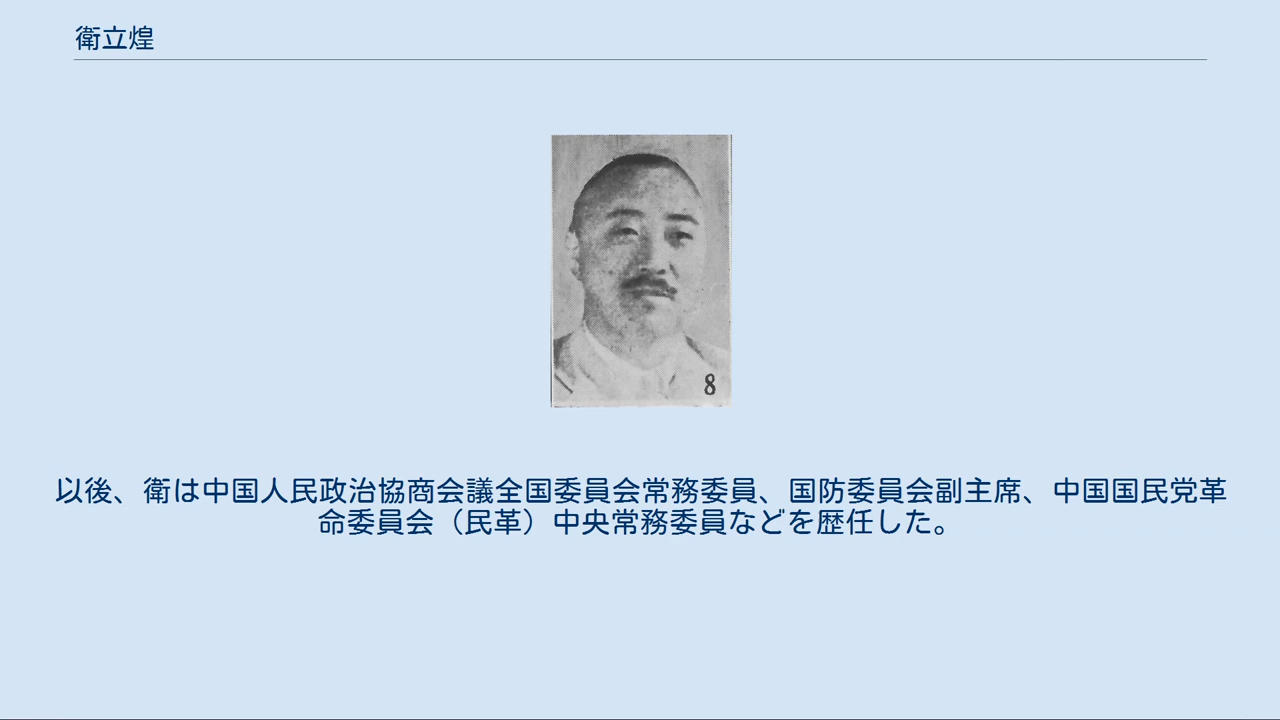 衛立煌
8
以後、衛は中国人民政治協商会議全国委員会常務委員、国防委員会副主席、中国国民党革
命委員会（民革）中央常務委員などを歴任した。